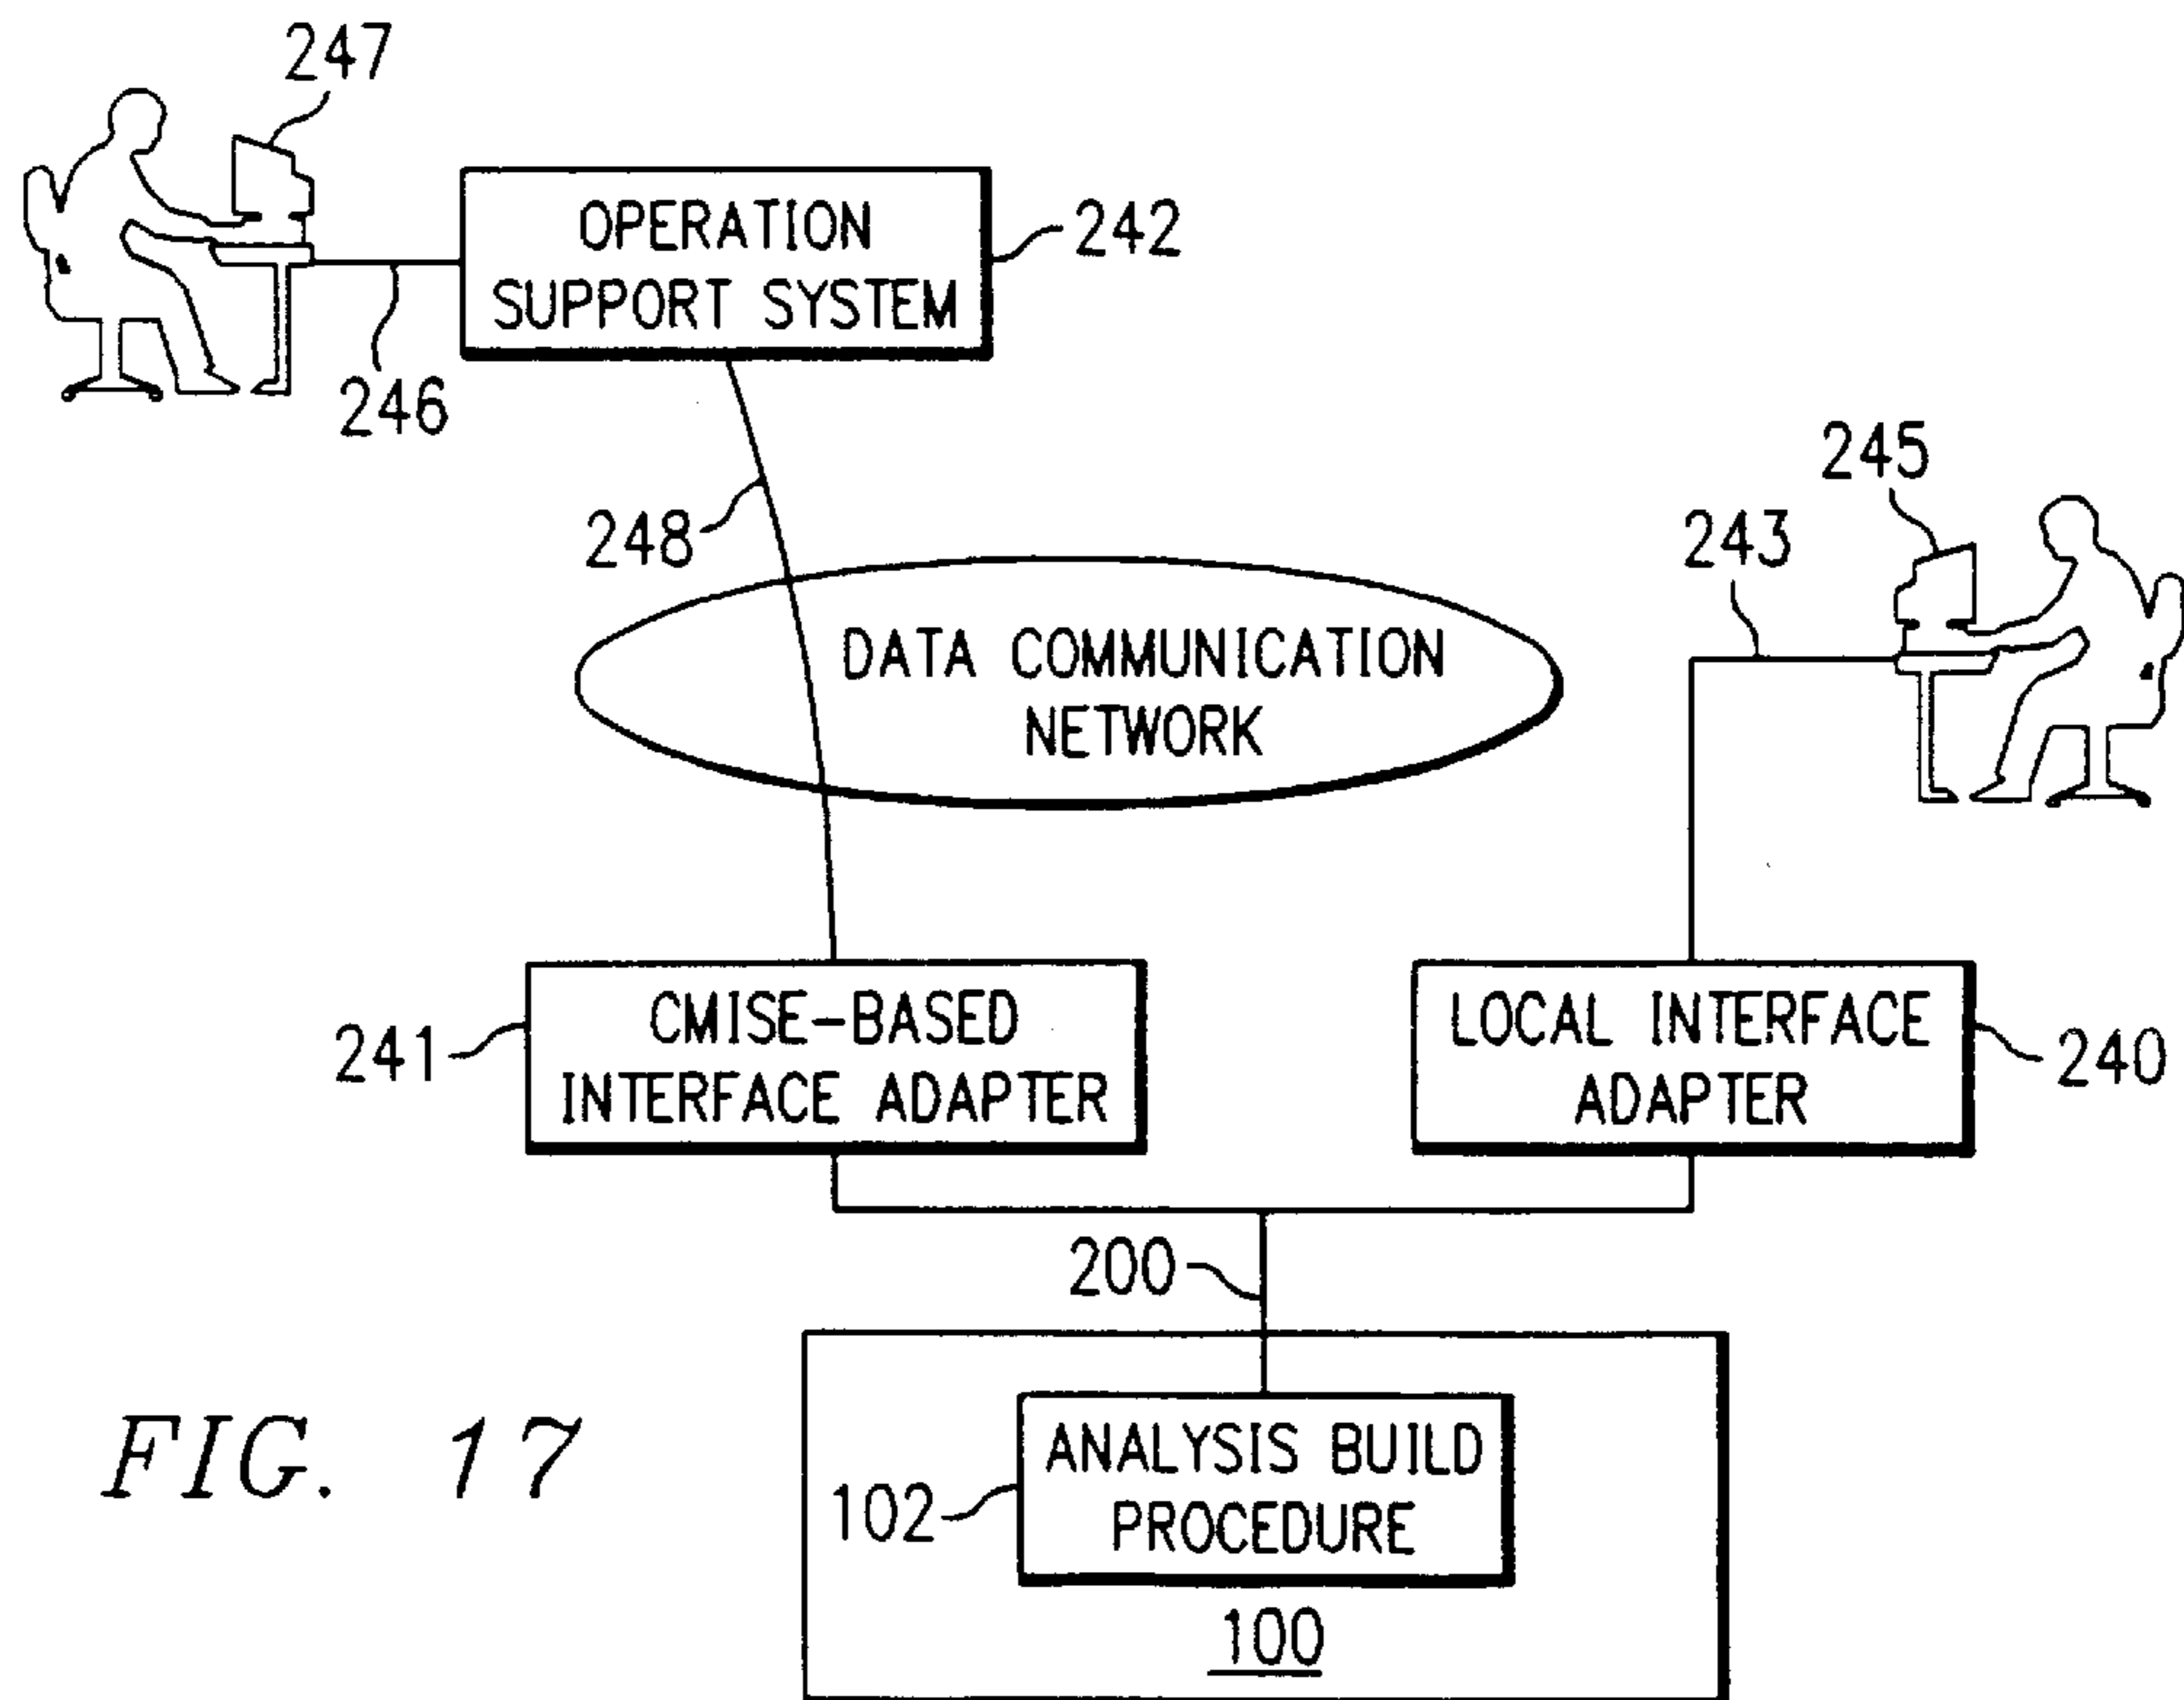 247
OPERATION
SUPPORT SYSTEM
242
246
248
245
243
DATA COMMUNICATION
NETWORK
241
CMISE-BASED
INTERFACE ADAPTER
LOCAL INTERFACE
ADAPTER
240
200
FIG. 17
102
ANALYSIS BUILD
PROCEDURE
100